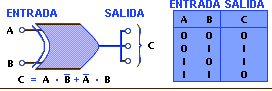 ENTRADA SALIDA
A
B
C
C = A · B̅ + A̅ · B
ENTRADA SALIDA
A B C
0 0 0
0 1 1
1 0 1
1 1 0